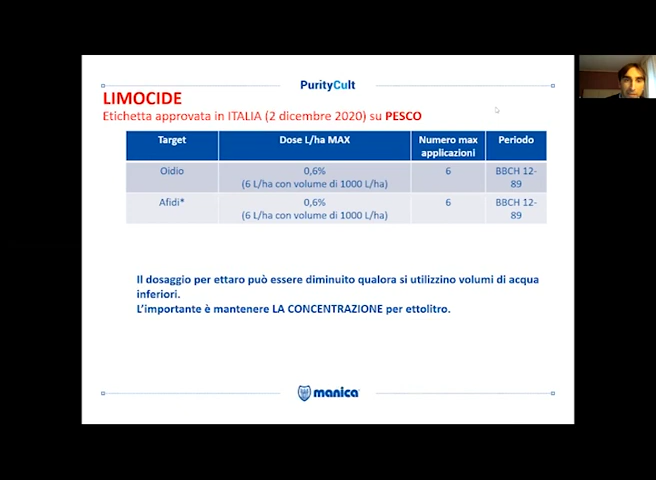 PurityCult
LIMOCIDE
Etichetta approvata in ITALIA (2 dicembre 2020) su PESCO
Target Dose L/ha MAX Numero max applicazioni Periodo
Oidio 0,6% (6 L/ha con volume di 1000 L/ha) 6 BBCH 12-89
Afidi* 0,6% (6 L/ha con volume di 1000 L/ha) 6 BBCH 12-89
Il dosaggio per ettaro può essere diminuito qualora si utilizzino volumi di acqua
inferiori.
L'importante è mantenere LA CONCENTRAZIONE per ettolitro.
manica